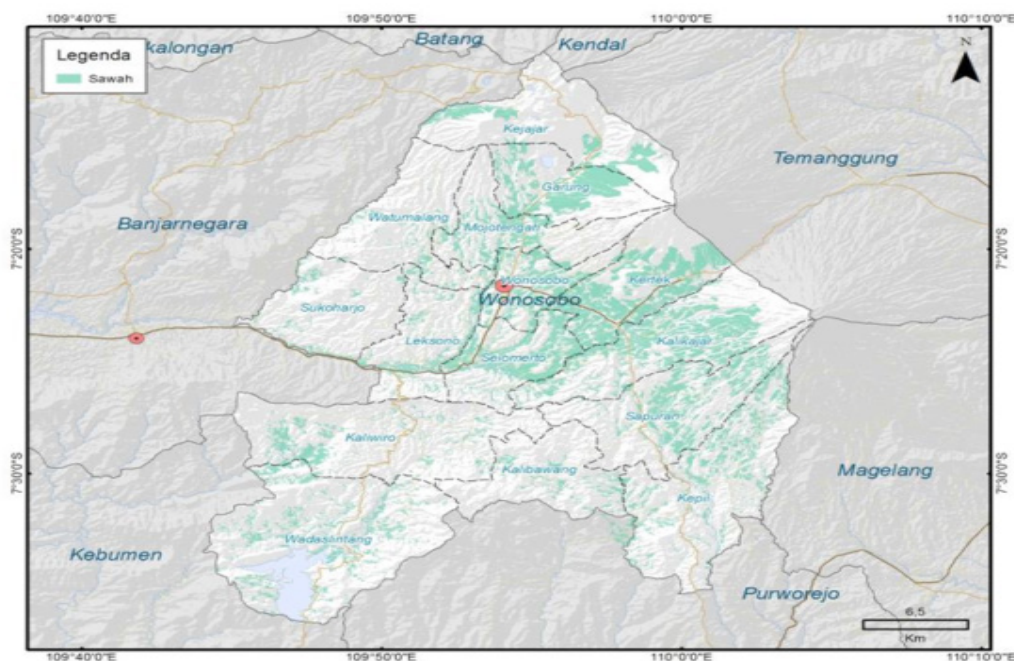 109°40'0"E 109°50'0"E 110°0'0"E 110°10'0"E
kalongan
Batang
Kendal
N
Legenda
Sawah
Kejajar
Temanggung
Garung
Banjarnegara
Watumalang
Mojotengah
7°20'0"S
7°20'0"S
Wonosobo
Kertek
Wonosobo
Sukoharjo
Leksono
Selomerto
Kalikajar
Sapuran
Kaliwiro
Kalibawang
7°30'0"S
7°30'0"S
Magelang
Kepil
Wadaslintang
Kebumen
Purworejo
6,5
Km
109°40'0"E 109°50'0"E 110°0'0"E 110°10'0"E